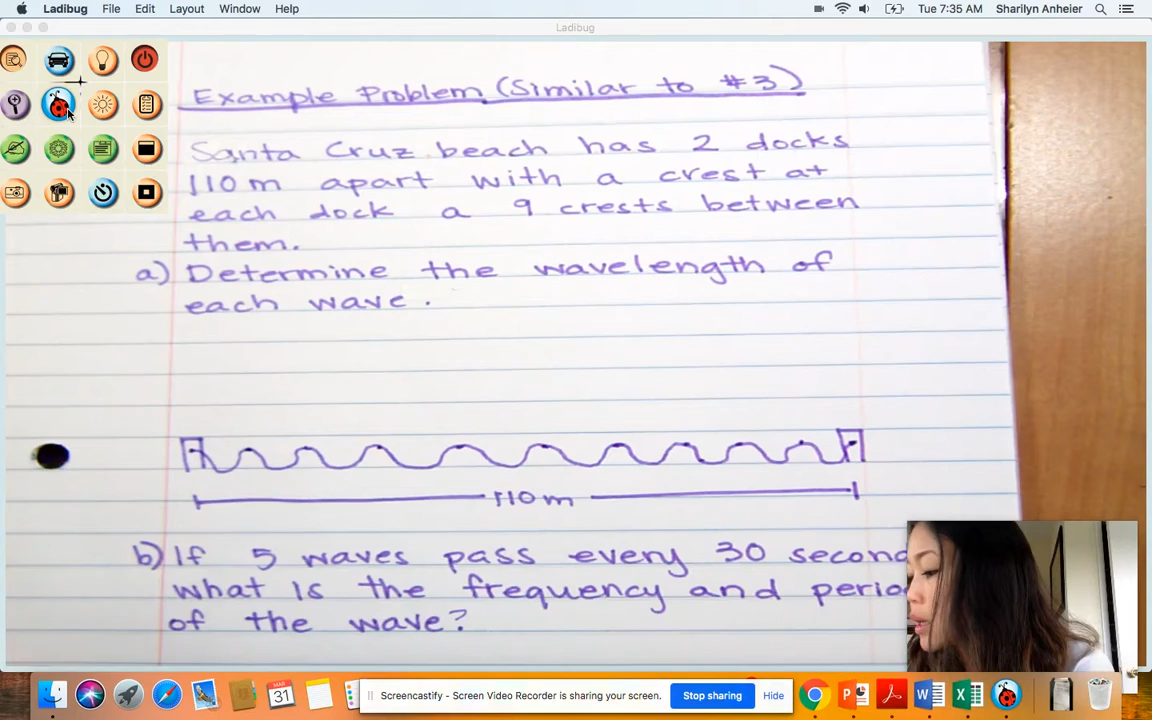 Ladibug File Edit Layout Window Help Tue 7:35 AM Sharilyn Anheier
Ladibug
Example Problem (Similar to #3)
Santa Cruz beach has 2 docks
110 m apart with a crest at
each dock a 9 crests between
them.
a) Determine the wavelength of
each wave.
110 m
b) If 5 waves pass every 30 second
what is the frequency and perio
of the wave?
MAR
31
Screencastify - Screen Video Recorder is sharing your screen. Stop sharing Hide